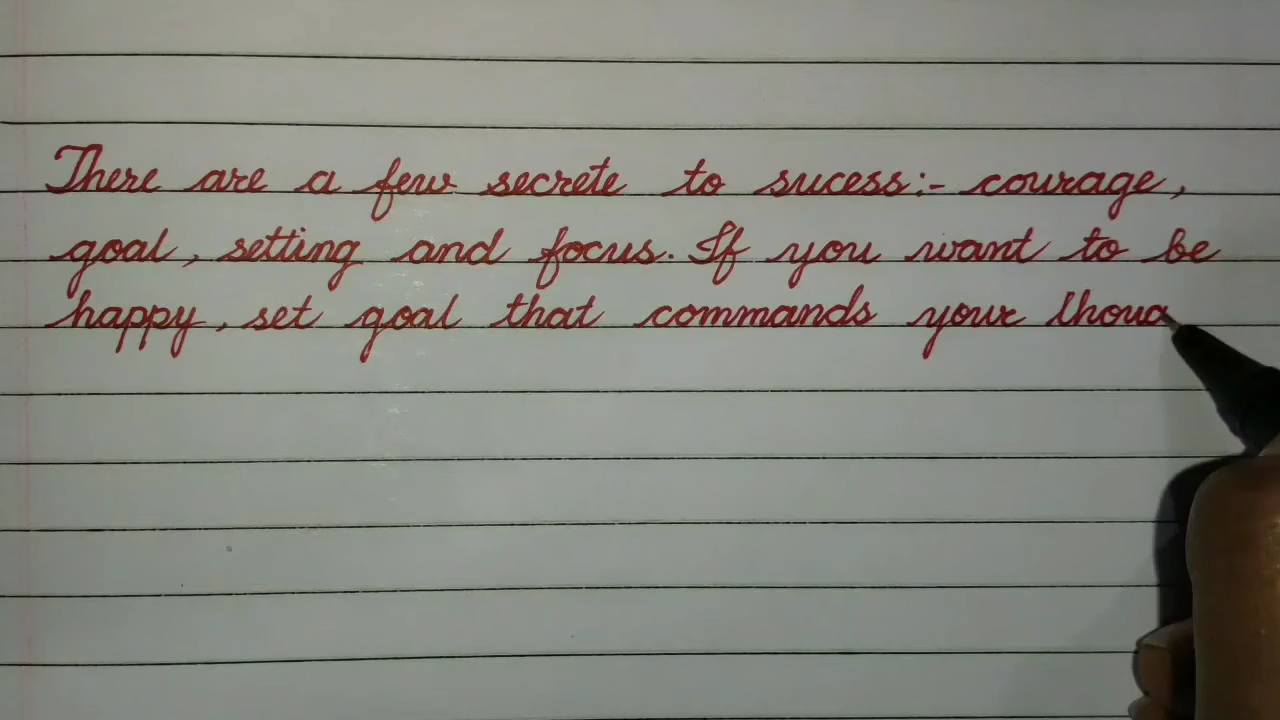 There are a few secrete to sucess:- courage,
goal, setting and focus. If you want to be
happy, set goal that commands your